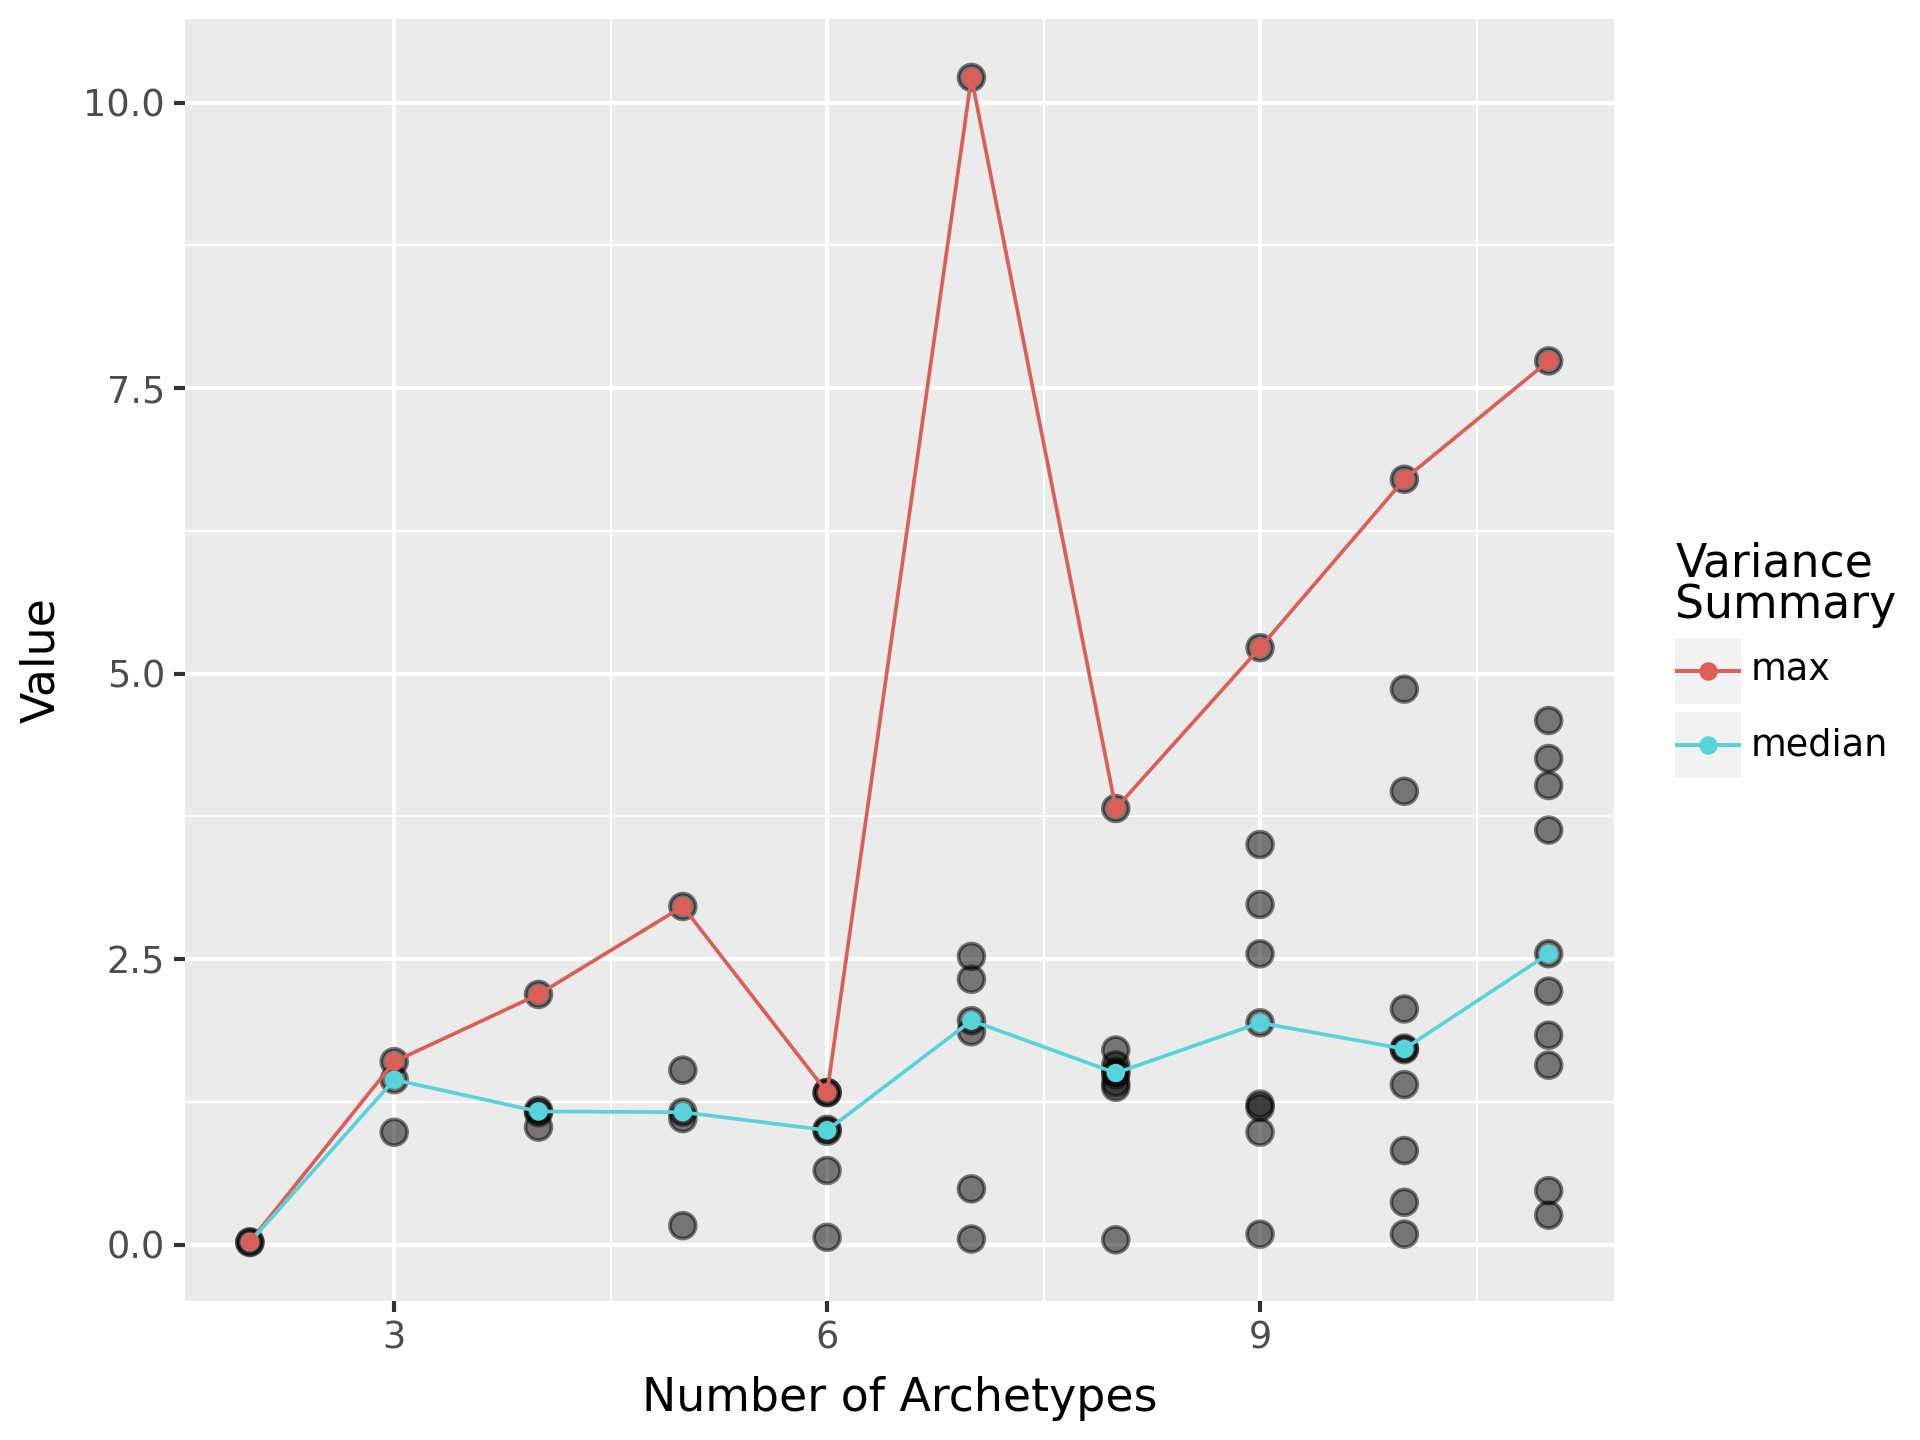 10.0
7.5
5.0
2.5
0.0
Value
3
6
9
Number of Archetypes
Variance
Summary
max
median